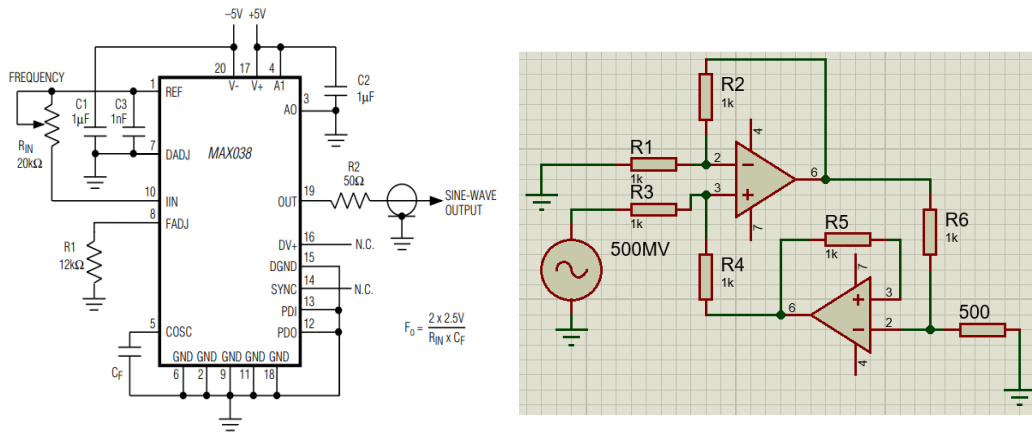 –5V +5V
20 17 4
V- V+ A1
FREQUENCY
1 REF
C1
1µF
C3
1nF
C2
1µF
3 AO
RIN
20kΩ
7 DADJ
MAX038
10 IIN
8 FADJ
R1
12kΩ
OUT 19
R2
50Ω
SINE-WAVE
OUTPUT
DV+ 16 N.C.
DGND 15
SYNC 14 N.C.
PDI 13
PDO 12
5 COSC
CF
GND GND GND GND GND
6 2 9 11 18
Fo = 2 x 2.5V
RIN x CF
R2
1k
R1
1k
R3
1k
4
2
3
6
7
500MV
R4
1k
R5
1k
R6
1k
7
3
6
2
4
500